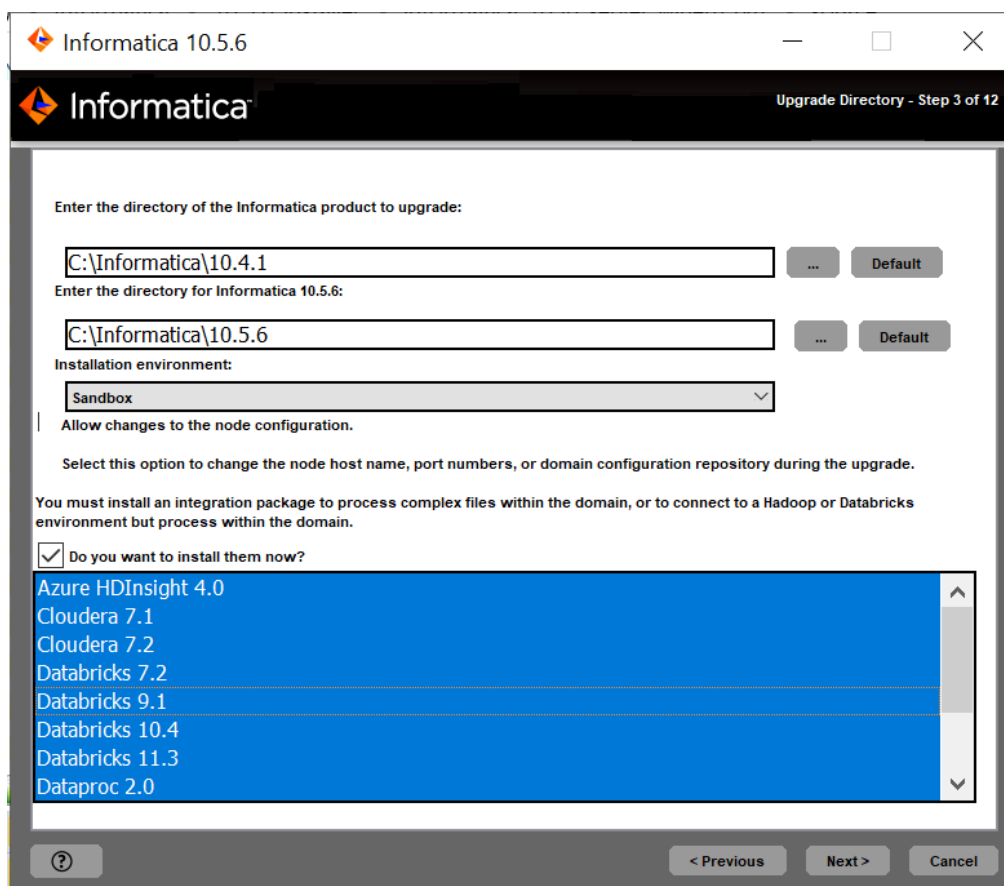 Informatica 10.5.6
Informatica
Upgrade Directory - Step 3 of 12
Enter the directory of the Informatica product to upgrade:
C:\Informatica\10.4.1
...
Default
Enter the directory for Informatica 10.5.6:
C:\Informatica\10.5.6
...
Default
Installation environment:
Sandbox
Allow changes to the node configuration.
Select this option to change the node host name, port numbers, or domain configuration repository during the upgrade.
You must install an integration package to process complex files within the domain, or to connect to a Hadoop or Databricks
environment but process within the domain.
Do you want to install them now?
Azure HDInsight 4.0
Cloudera 7.1
Cloudera 7.2
Databricks 7.2
Databricks 9.1
Databricks 10.4
Databricks 11.3
Dataproc 2.0
?
< Previous
Next >
Cancel